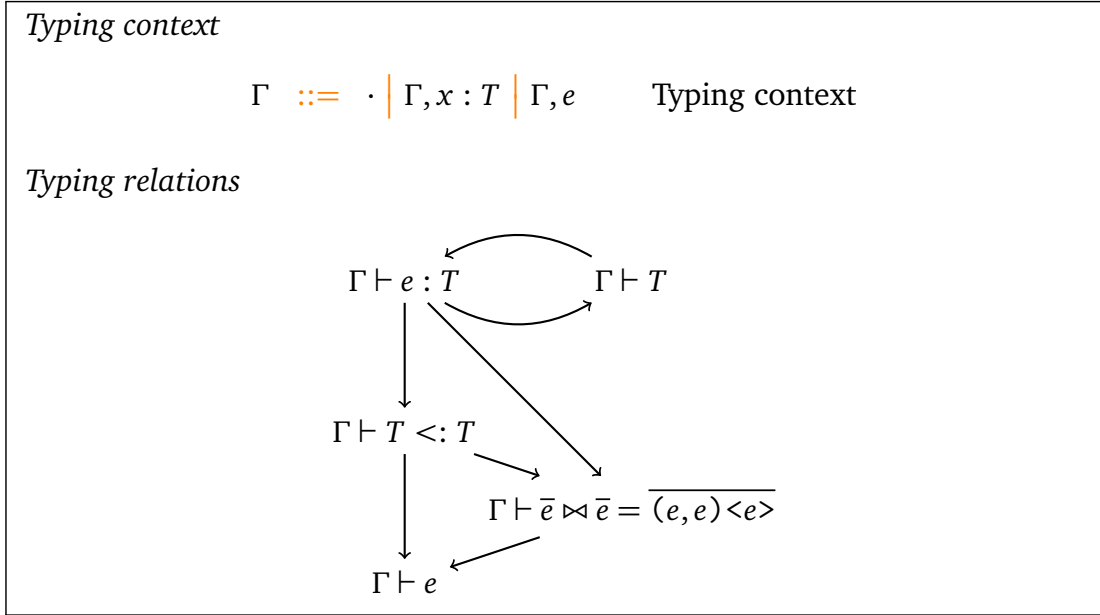 Typing context
Γ ::= · | Γ, x : T | Γ, e Typing context
Typing relations
Γ ⊢ e : T Γ ⊢ T
Γ ⊢ T <: T
Γ ⊢ e̅ ⋈ e̅ = (e, e)<e>̅
Γ ⊢ e